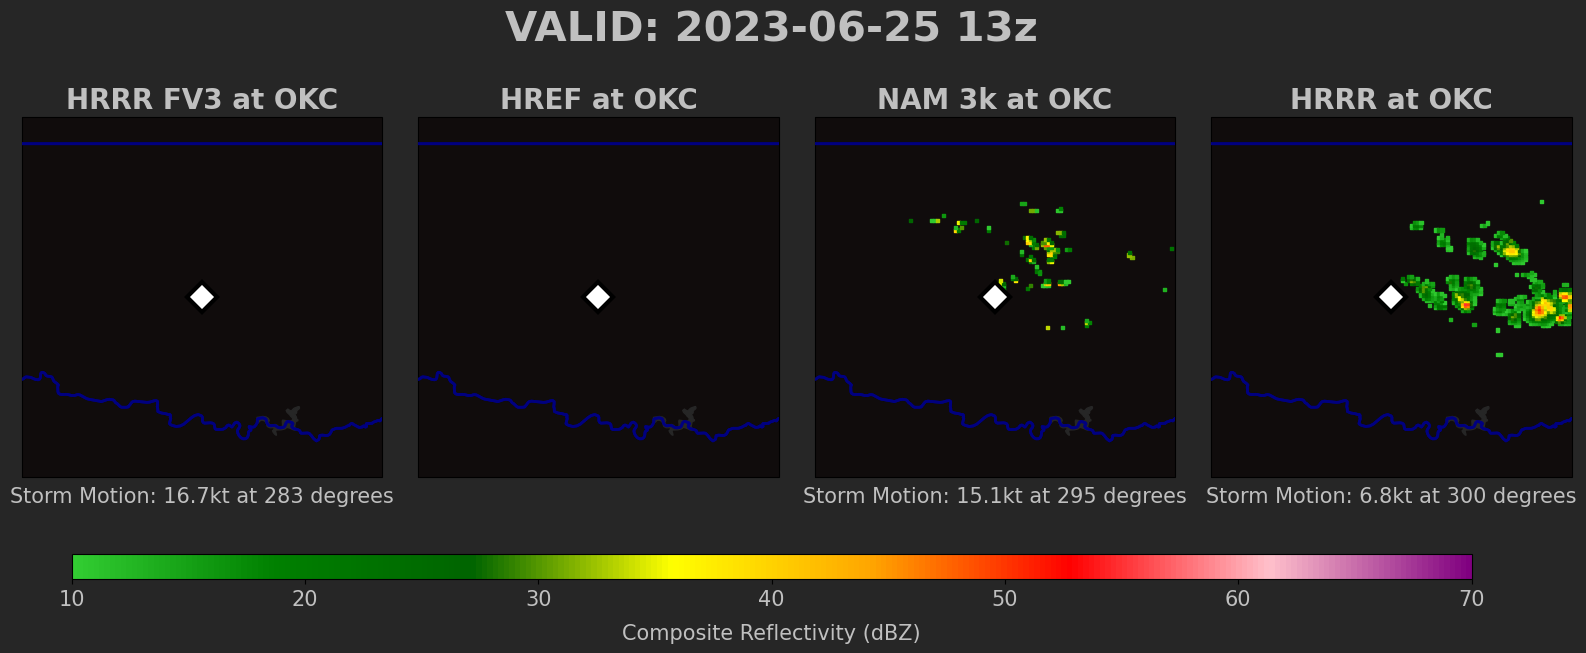 VALID: 2023-06-25 13z
HRRR FV3 at OKC
HREF at OKC
NAM 3k at OKC
HRRR at OKC
Storm Motion: 16.7kt at 283 degrees
Storm Motion: 15.1kt at 295 degrees
Storm Motion: 6.8kt at 300 degrees
10 20 30 40 50 60 70
Composite Reflectivity (dBZ)